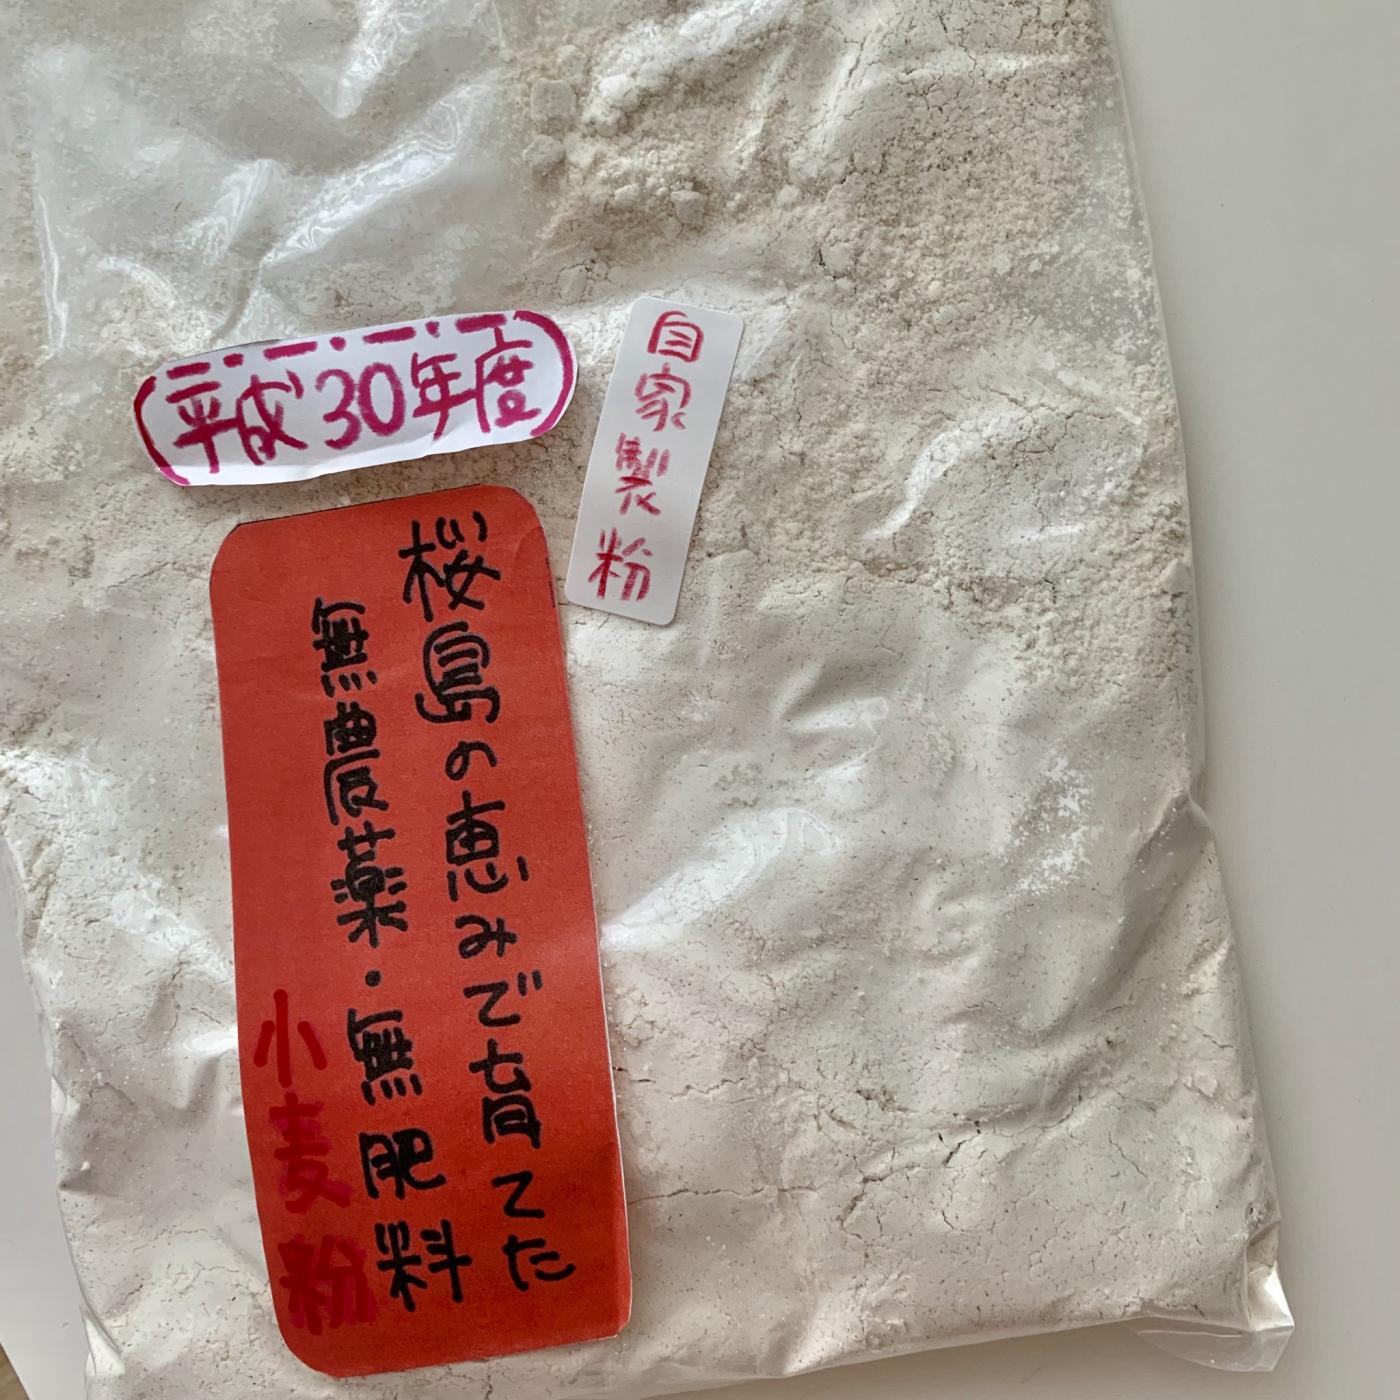 平成30年度
自家製粉
桜島の恵みで育てた
無農薬・無肥料
小麦粉